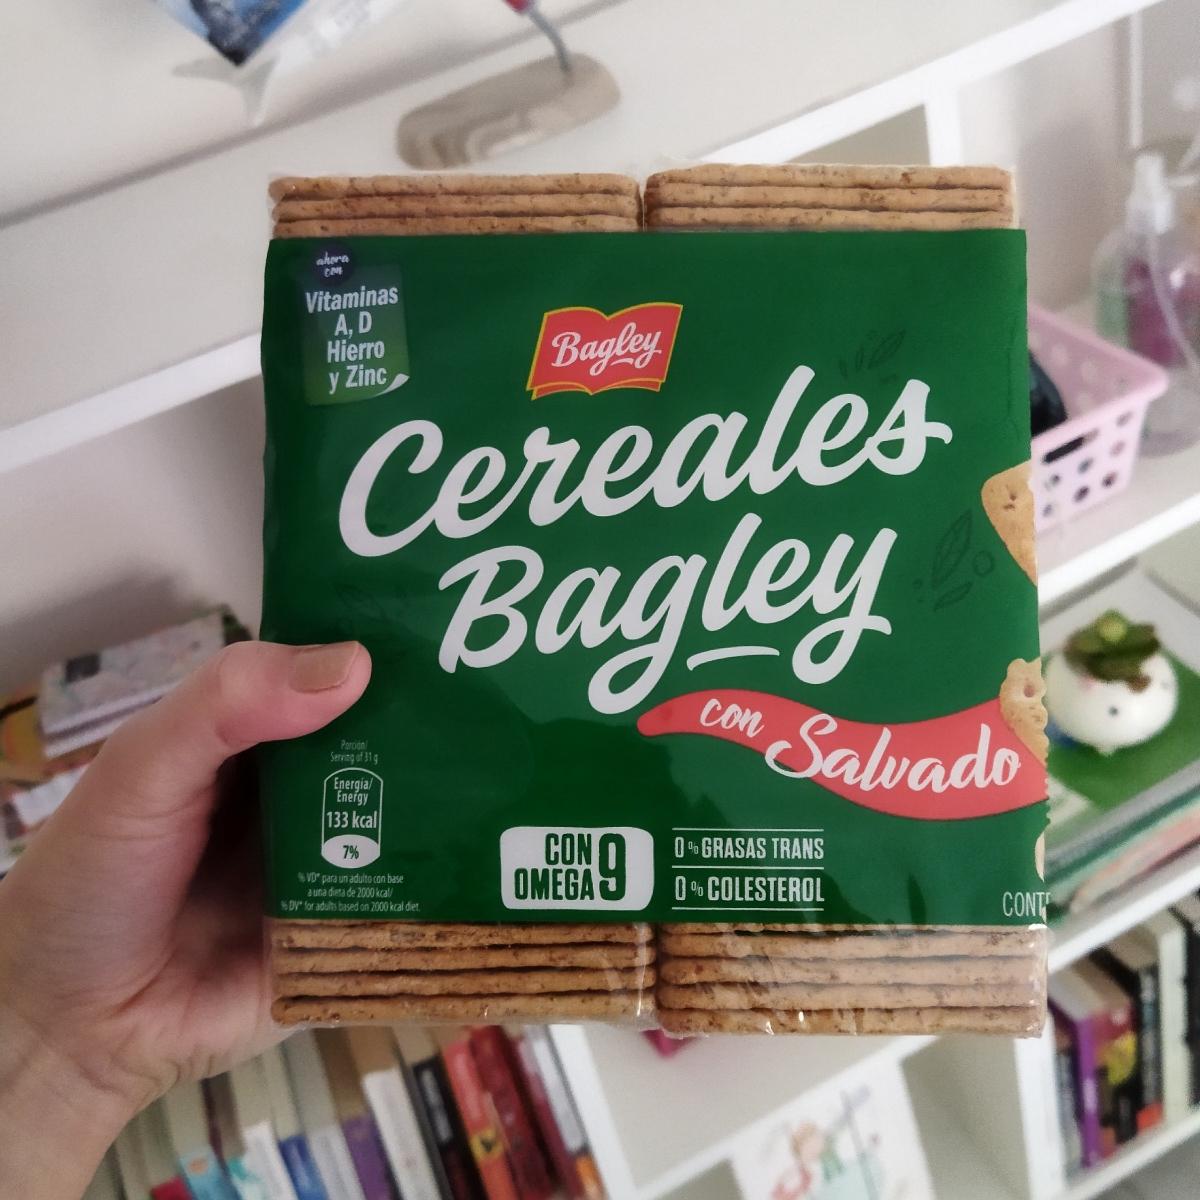 ahora
con
Vitaminas
A, D
Hierro
y Zinc
Bagley
Cereales
Bagley
con Salvado
Porción/
Serving of 31 g
Energía/
Energy
133 kcal
7%
% VD* para un adulto con base
a una dieta de 2000 kcal/
% DV* for adults based on 2000 kcal diet.
CON
OMEGA 9
0% GRASAS TRANS
0% COLESTEROL
CONTE